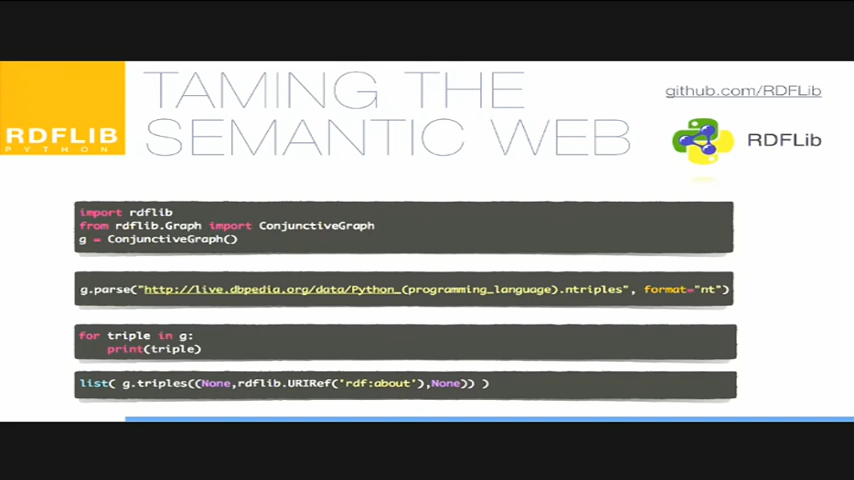 TAMING THE
SEMANTIC WEB
github.com/RDFLib
RDFLIB
PYTHON
RDFLib
import rdflib
from rdflib.Graph import ConjunctiveGraph
g = ConjunctiveGraph()
g.parse("http://live.dbpedia.org/data/Python_(programming_language).ntriples", format="nt")
for triple in g:
    print(triple)
list( g.triples((None,rdflib.URIRef('rdf:about'),None)) )